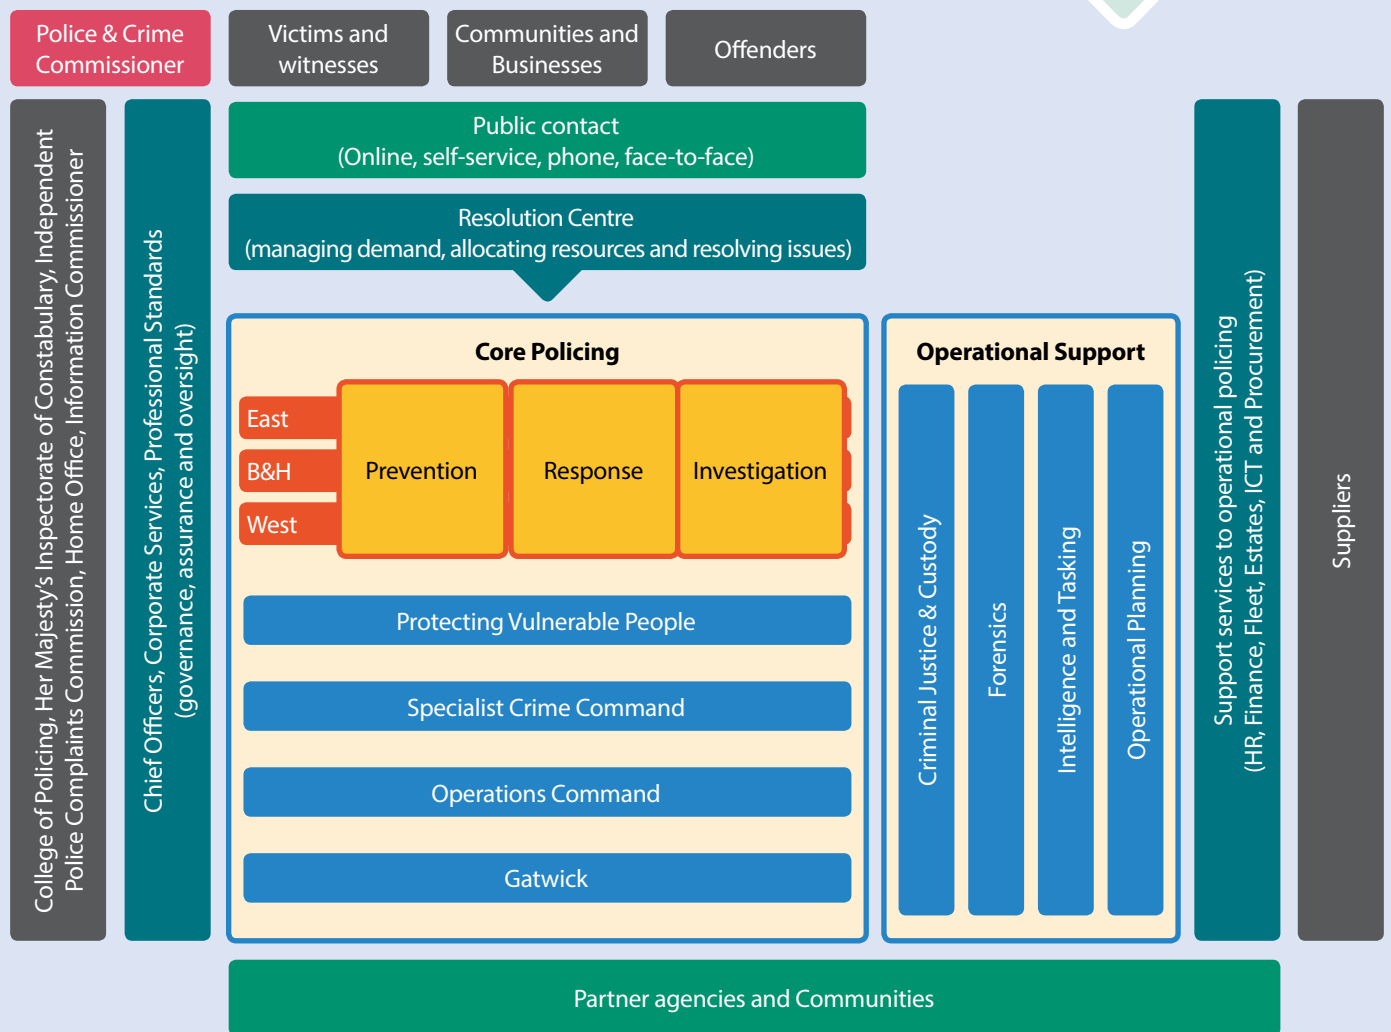 Police & Crime
Commissioner
Victims and
witnesses
Communities and
Businesses
Offenders
College of Policing, Her Majesty's Inspectorate of Constabulary, Independent
Police Complaints Commission, Home Office, Information Commissioner
Chief Officers, Corporate Services, Professional Standards
(governance, assurance and oversight)
Public contact
(Online, self-service, phone, face-to-face)
Resolution Centre
(managing demand, allocating resources and resolving issues)
Core Policing
East
B&H
West
Prevention
Response
Investigation
Protecting Vulnerable People
Specialist Crime Command
Operations Command
Gatwick
Operational Support
Criminal Justice & Custody
Forensics
Intelligence and Tasking
Operational Planning
Support services to operational policing
(HR, Finance, Fleet, Estates, ICT and Procurement)
Suppliers
Partner agencies and Communities